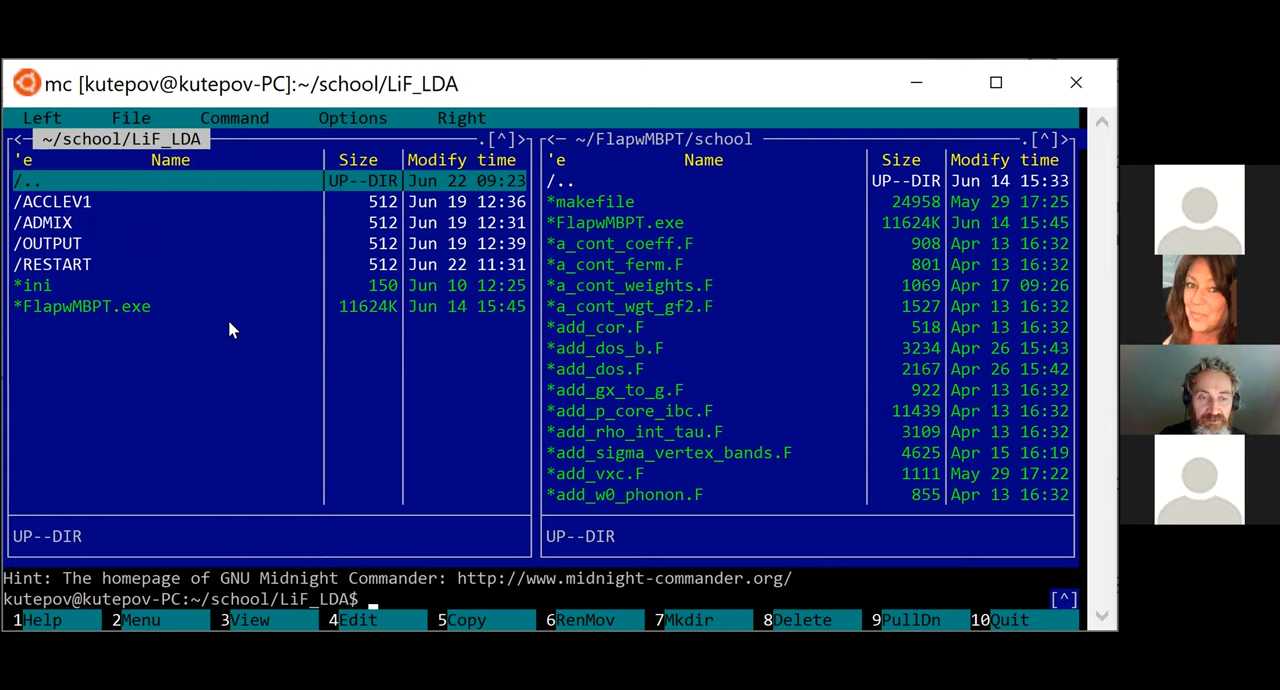 mc [kutepov@kutepov-PC]:~/school/LiF_LDA
Left File Command Options Right
<─ ~/school/LiF_LDA .[^]> <─ ~/FlapwMBPT/school .[^]>
'e Name Size Modify time 'e Name Size Modify time
/.. UP--DIR Jun 22 09:23 /.. UP--DIR Jun 14 15:33
/ACCLEV1 512 Jun 19 12:36 *makefile 24958 May 29 17:25
/ADMIX 512 Jun 19 12:31 *FlapwMBPT.exe 11624K Jun 14 15:45
/OUTPUT 512 Jun 19 12:39 *a_cont_coeff.F 908 Apr 13 16:32
/RESTART 512 Jun 22 11:31 *a_cont_ferm.F 801 Apr 13 16:32
*ini 150 Jun 10 12:25 *a_cont_weights.F 1069 Apr 17 09:26
*FlapwMBPT.exe 11624K Jun 14 15:45 *a_cont_wgt_gf2.F 1527 Apr 13 16:32
*add_cor.F 518 Apr 13 16:32
*add_dos_b.F 3234 Apr 26 15:43
*add_dos.F 2167 Apr 26 15:42
*add_gx_to_g.F 922 Apr 13 16:32
*add_p_core_ibc.F 11439 Apr 13 16:32
*add_rho_int_tau.F 3109 Apr 13 16:32
*add_sigma_vertex_bands.F 4625 Apr 15 16:19
*add_vxc.F 1111 May 29 17:22
*add_w0_phonon.F 855 Apr 13 16:32
UP--DIR UP--DIR
Hint: The homepage of GNU Midnight Commander: http://www.midnight-commander.org/
kutepov@kutepov-PC:~/school/LiF_LDA$ [^]
1Help 2Menu 3View 4Edit 5Copy 6RenMov 7Mkdir 8Delete 9PullDn 10Quit